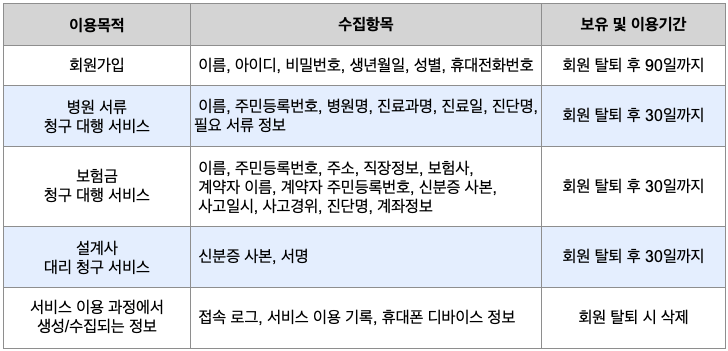 이용목적
수집항목
보유 및 이용기간
회원가입
이름, 아이디, 비밀번호, 생년월일, 성별, 휴대전화번호
회원 탈퇴 후 90일까지
병원 서류
청구 대행 서비스
이름, 주민등록번호, 병원명, 진료과명, 진료일, 진단명,
필요 서류 정보
회원 탈퇴 후 30일까지
보험금
청구 대행 서비스
이름, 주민등록번호, 주소, 직장정보, 보험사,
계약자 이름, 계약자 주민등록번호, 신분증 사본,
사고일시, 사고경위, 진단명, 계좌정보
회원 탈퇴 후 30일까지
설계사
대리 청구 서비스
신분증 사본, 서명
회원 탈퇴 후 30일까지
서비스 이용 과정에서
생성/수집되는 정보
접속 로그, 서비스 이용 기록, 휴대폰 디바이스 정보
회원 탈퇴 시 삭제